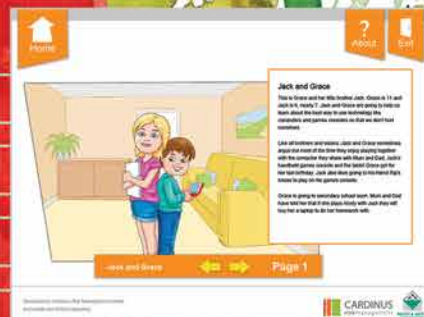 Home
?
About
Exit
Jack and Grace
This is Grace and her little brother Jack. Grace is 11 and
Jack is 6, nearly 7. Jack and Grace are going to help us
learn about the best way to use technology like
computers and games consoles so that we don't hurt
ourselves.
Like all brothers and sisters, Jack and Grace sometimes
argue but most of the time they enjoy playing together
with the computer they share with Mum and Dad, Jack's
handheld games console and the tablet Grace got for
her last birthday. Jack also likes going to his friend
house to play on his games console.
Grace is going to secondary school soon. Mum and Dad
have told her that if she plays nicely with Jack they will
buy her a laptop to do her homework with.
Jack and Grace
Page 1
CARDINUS
risk management